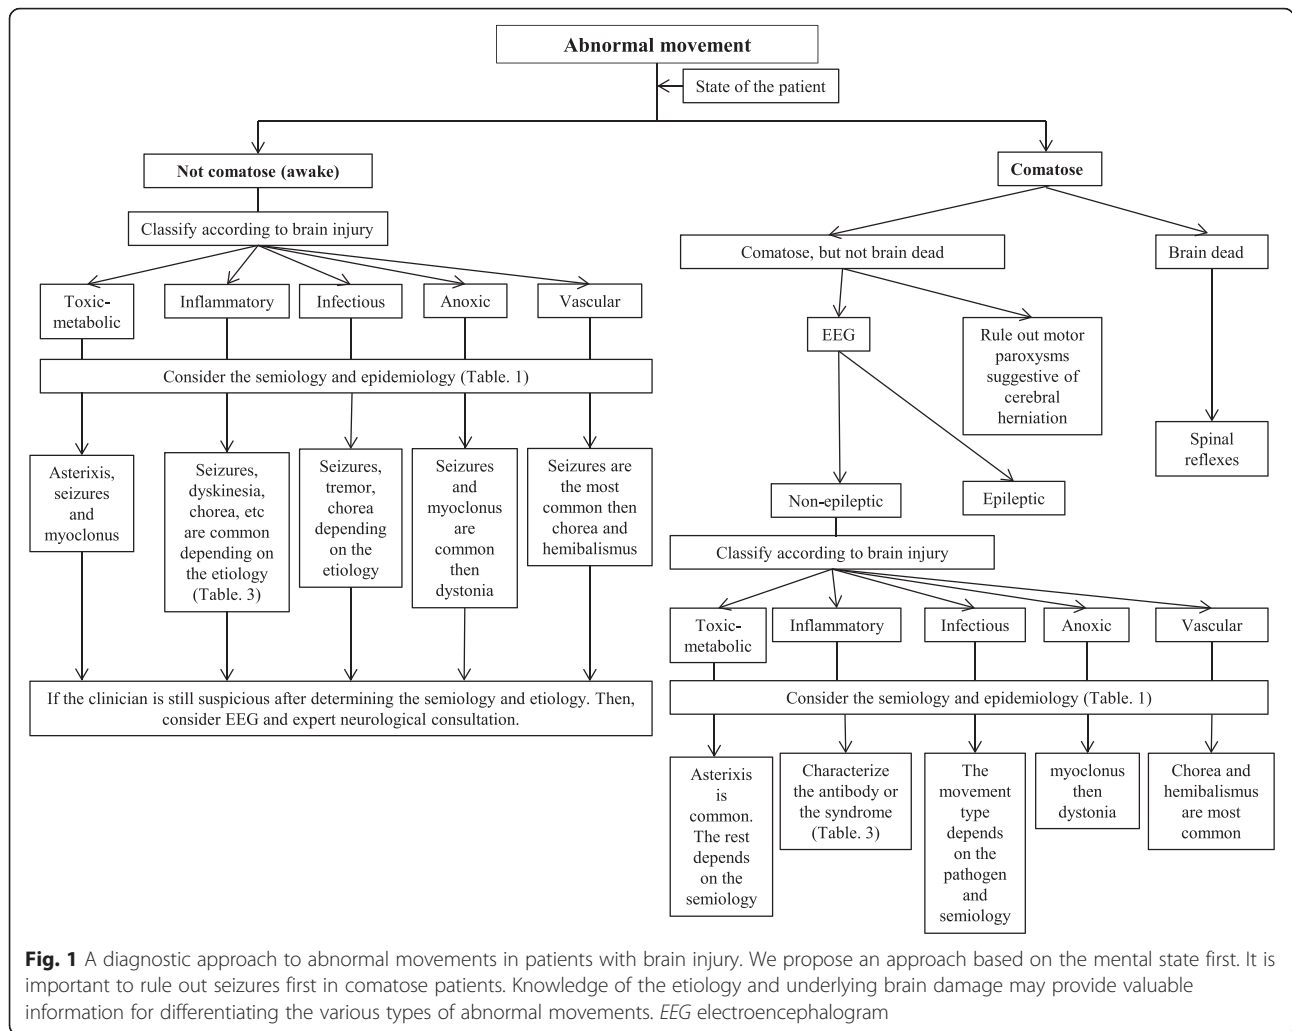 Abnormal movement
State of the patient
Not comatose (awake)
Comatose
Classify according to brain injury
Comatose, but not brain dead
Brain dead
Toxic-
metabolic
Inflammatory
Infectious
Anoxic
Vascular
EEG
Rule out motor
paroxysms
suggestive of
cerebral
herniation
Consider the semiology and epidemiology (Table. 1)
Spinal
reflexes
Asterixis,
seizures
and
myoclonus
Seizures,
dyskinesia,
chorea, etc
are common
depending on
the etiology
(Table. 3)
Seizures,
tremor,
chorea
depending
on the
etiology
Seizures
and
myoclonus
are
common
then
dystonia
Seizures are
the most
common then
chorea and
hemibalismus
Non-epileptic
Epileptic
Classify according to brain injury
Toxic-
metabolic
Inflammatory
Infectious
Anoxic
Vascular
If the clinician is still suspicious after determining the semiology and etiology. Then,
consider EEG and expert neurological consultation.
Consider the semiology and epidemiology (Table. 1)
Asterixis
is
common.
The rest
depends
on the
semiology
Characterize
the antibody or
the syndrome
(Table. 3)
The
movement
type
depends
on the
pathogen
and
semiology
myoclonus
then
dystonia
Chorea and
hemibalismus
are most
common
Fig. 1 A diagnostic approach to abnormal movements in patients with brain injury. We propose an approach based on the mental state first. It is
important to rule out seizures first in comatose patients. Knowledge of the etiology and underlying brain damage may provide valuable
information for differentiating the various types of abnormal movements. EEG electroencephalogram